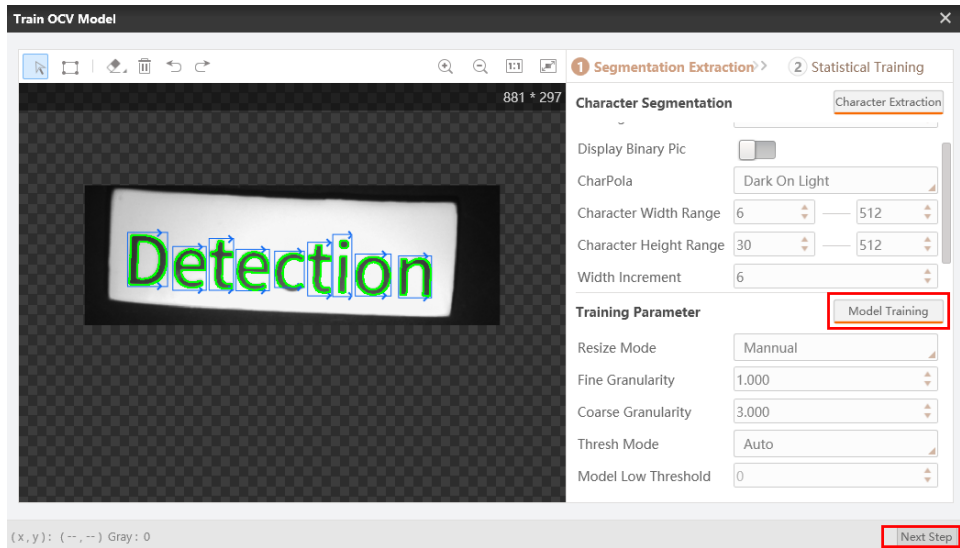 Train OCV Model
1:1
1 Segmentation Extraction >> 2 Statistical Training
881 * 297
Character Segmentation Character Extraction
Display Binary Pic
CharPola Dark On Light
Character Width Range 6 — 512
Character Height Range 30 — 512
Width Increment 6
Detection
Training Parameter Model Training
Resize Mode Mannual
Fine Granularity 1.000
Coarse Granularity 3.000
Thresh Mode Auto
Model Low Threshold 0
(x,y): (--,--) Gray: 0 Next Step